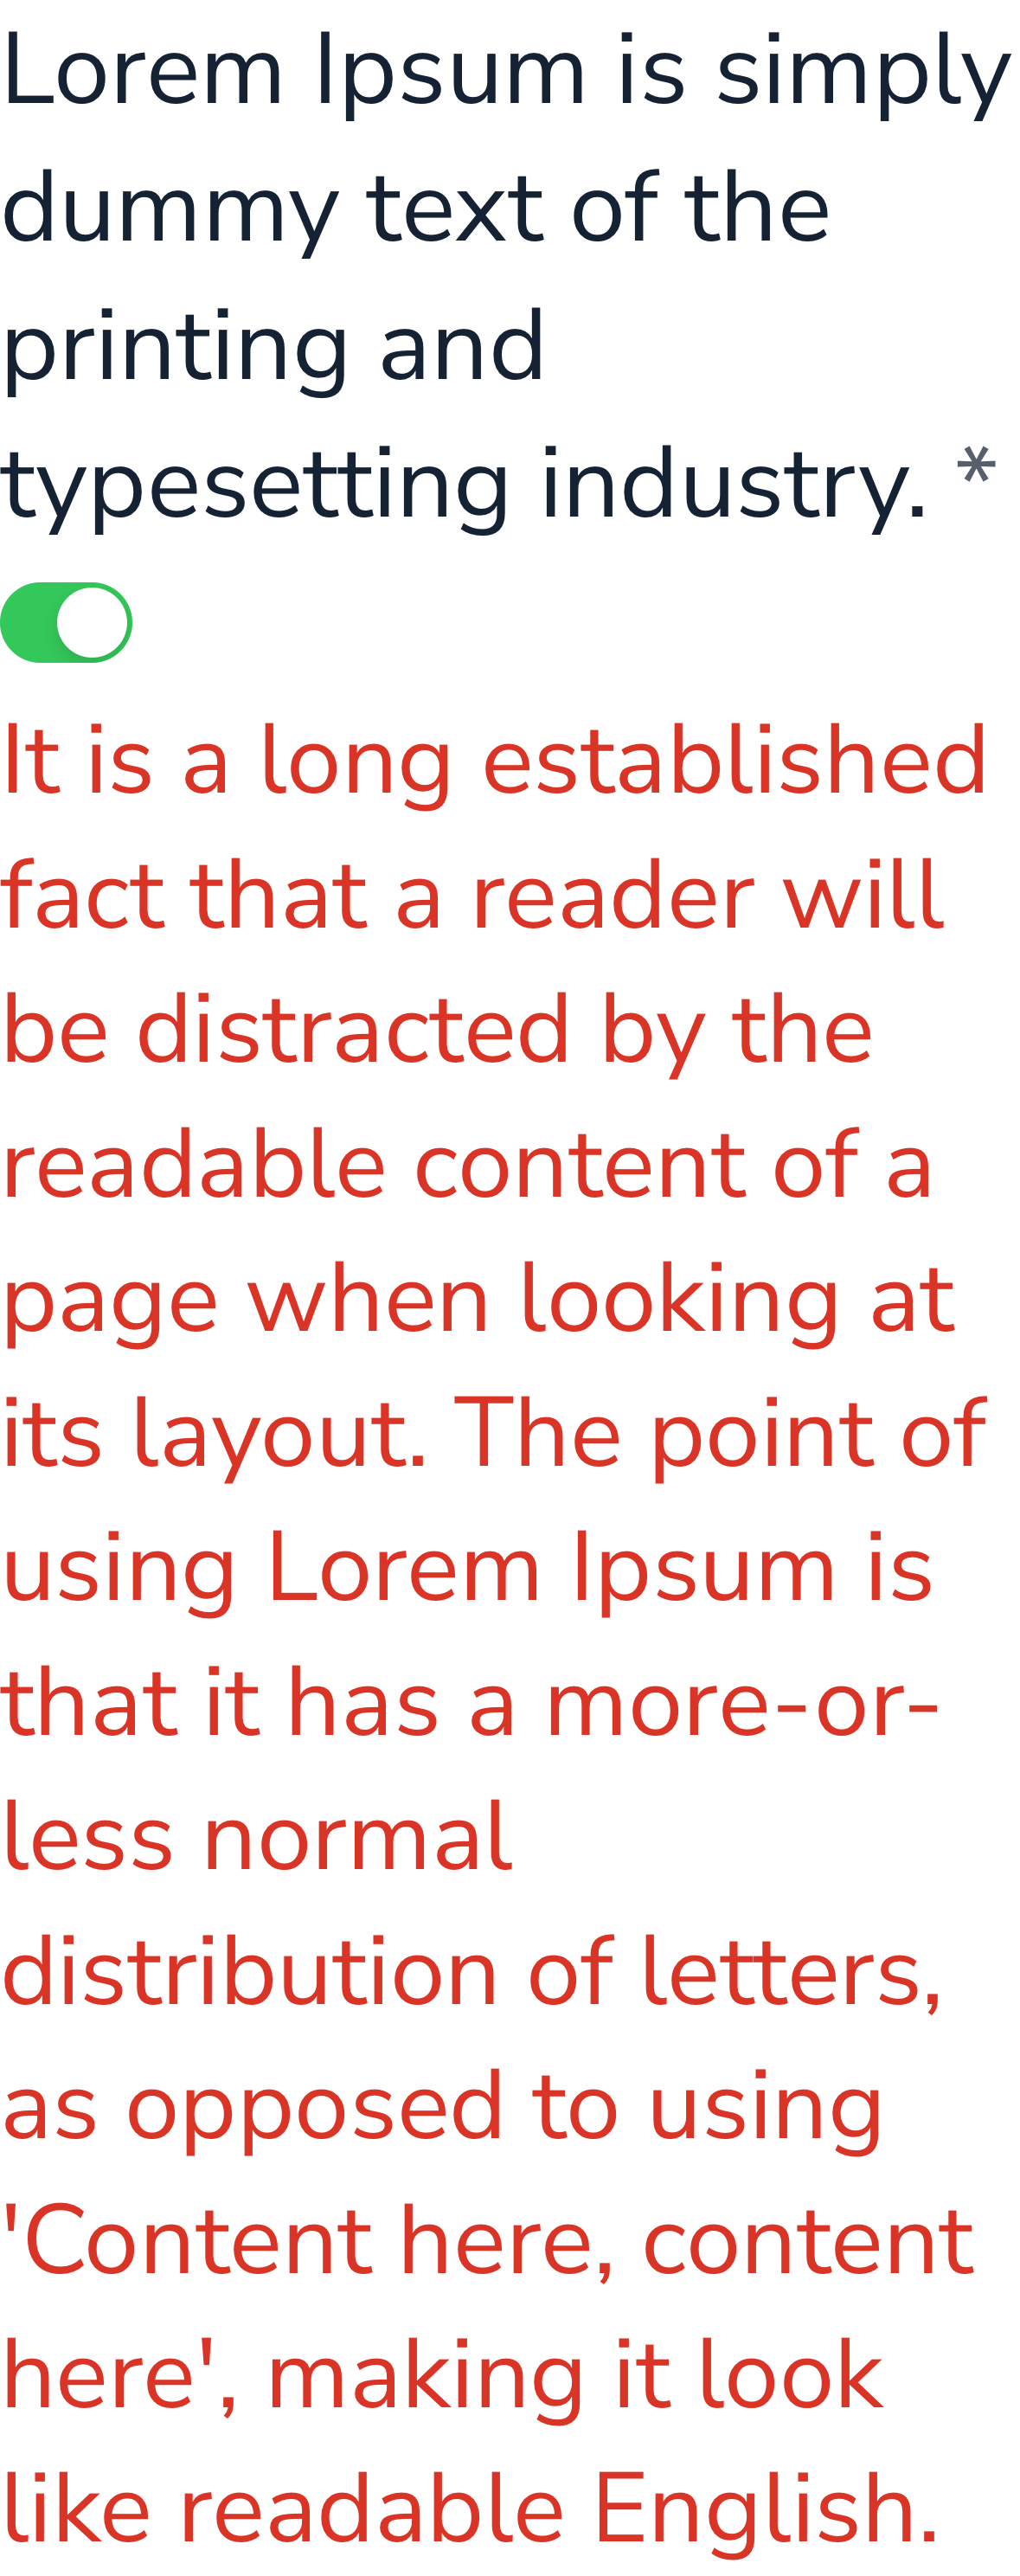 Lorem Ipsum is simply
dummy text of the
printing and
typesetting industry. *
It is a long established
fact that a reader will
be distracted by the
readable content of a
page when looking at
its layout. The point of
using Lorem Ipsum is
that it has a more-or-
less normal
distribution of letters,
as opposed to using
'Content here, content
here', making it look
like readable English.